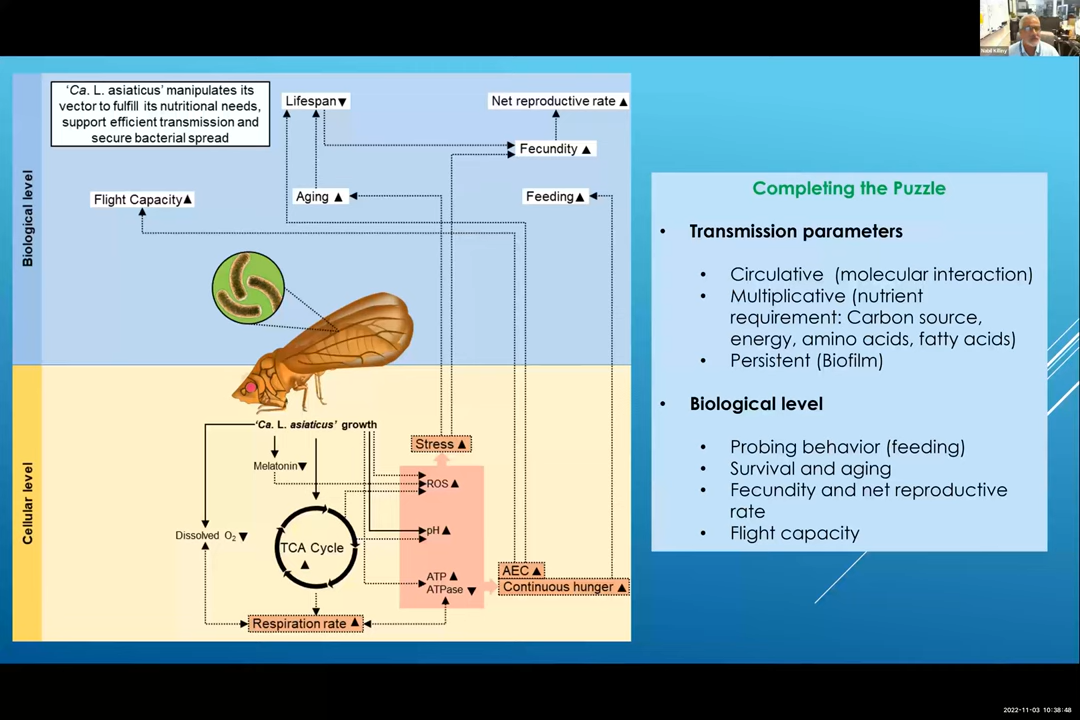 Nabil Killiny
'Ca. L. asiaticus' manipulates its
vector to fulfill its nutritional needs,
support efficient transmission and
secure bacterial spread
Lifespan▼
Net reproductive rate ▲
Fecundity ▲
Flight Capacity▲
Aging ▲
Feeding▲
Biological level
Cellular level
'Ca. L. asiaticus' growth
Stress ▲
Melatonin▼
ROS ▲
Dissolved O₂ ▼
TCA Cycle
▲
pH ▲
ATP ▲
ATPase ▼
AEC ▲
Continuous hunger ▲
Respiration rate ▲
Completing the Puzzle
• Transmission parameters
• Circulative (molecular interaction)
• Multiplicative (nutrient
requirement: Carbon source,
energy, amino acids, fatty acids)
• Persistent (Biofilm)
• Biological level
• Probing behavior (feeding)
• Survival and aging
• Fecundity and net reproductive
rate
• Flight capacity
2022-11-03 10:38:48